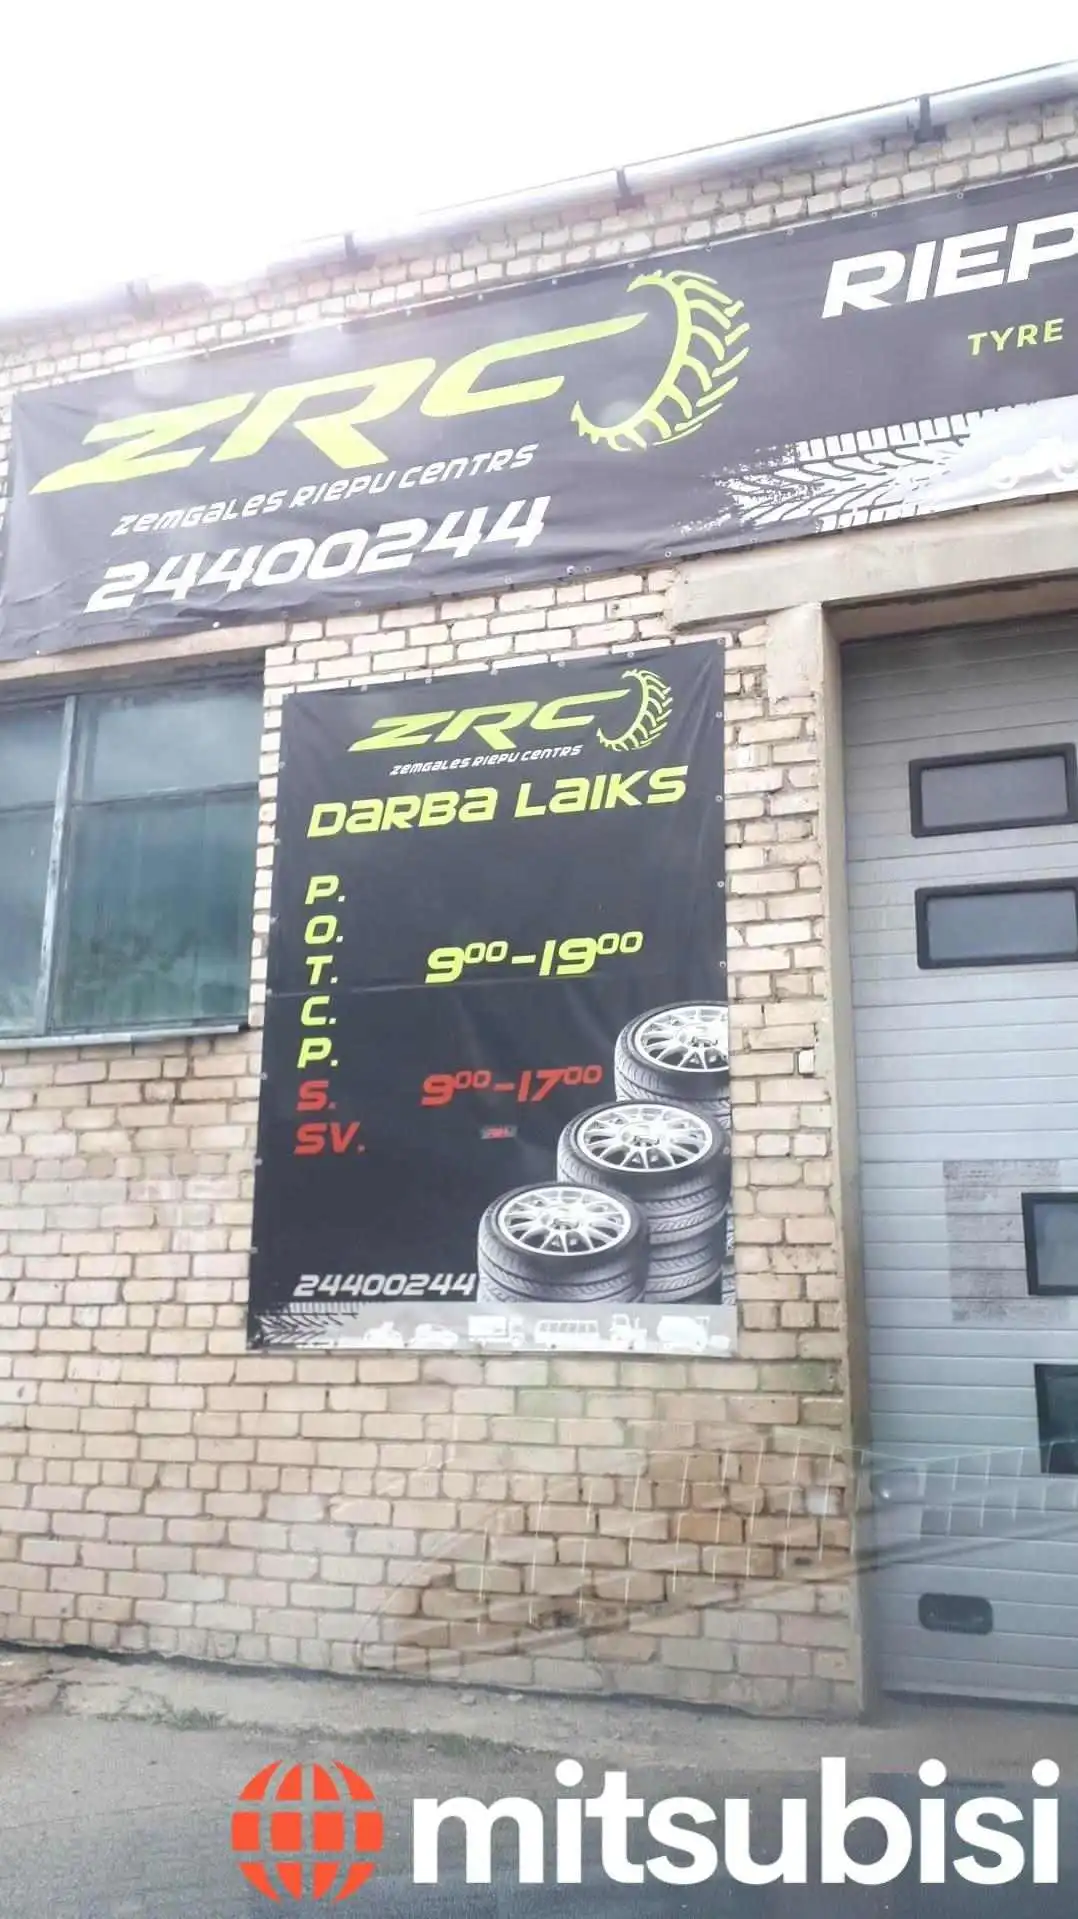 ZRC
ZEMGALES RIEPU CENTRS
24400244
RIEP
TYRE
ZRC
ZEMGALES RIEPU CENTRS
DARBA LAIKS
P.
O.
T. 9⁰⁰-19⁰⁰
C.
P.
S. 9⁰⁰-17⁰⁰
SV.
24400244
mitsubisi